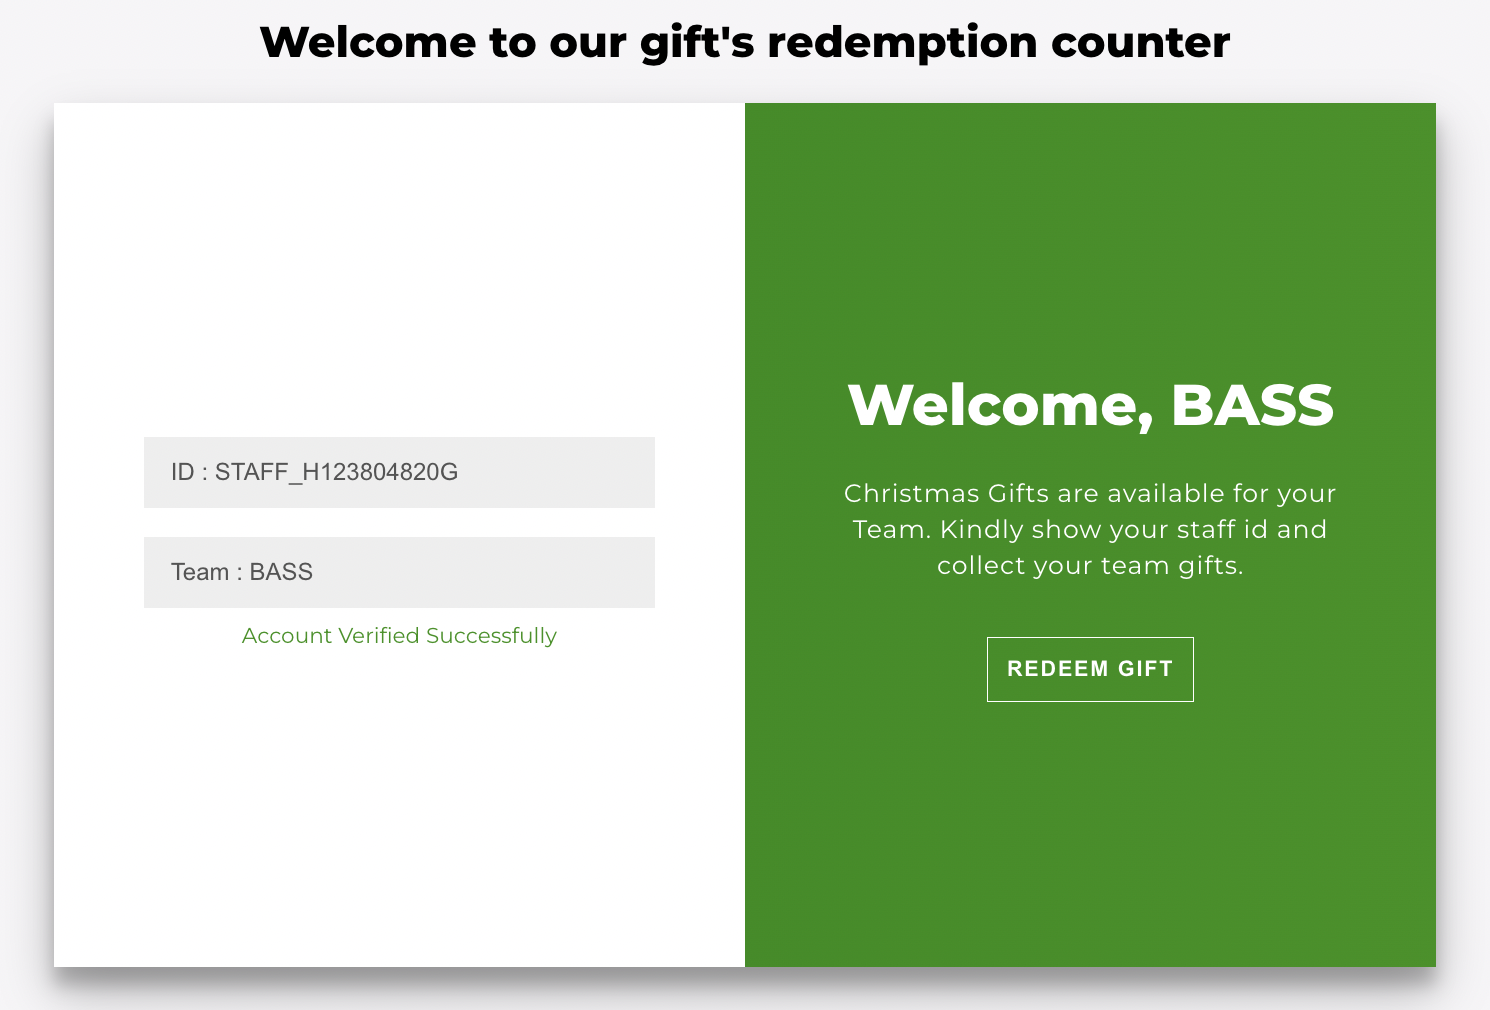 Welcome to our gift's redemption counter
ID : STAFF_H123804820G
Team : BASS
Account Verified Successfully
Welcome, BASS
Christmas Gifts are available for your
Team. Kindly show your staff id and
collect your team gifts.
REDEEM GIFT